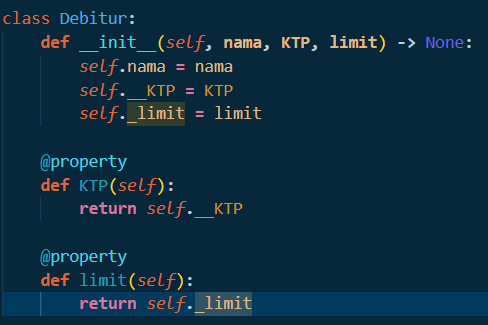 class Debitur:
    def __init__(self, nama, KTP, limit) -> None:
        self.nama = nama
        self.__KTP = KTP
        self._limit = limit

    @property
    def KTP(self):
        return self.__KTP

    @property
    def limit(self):
        return self._limit